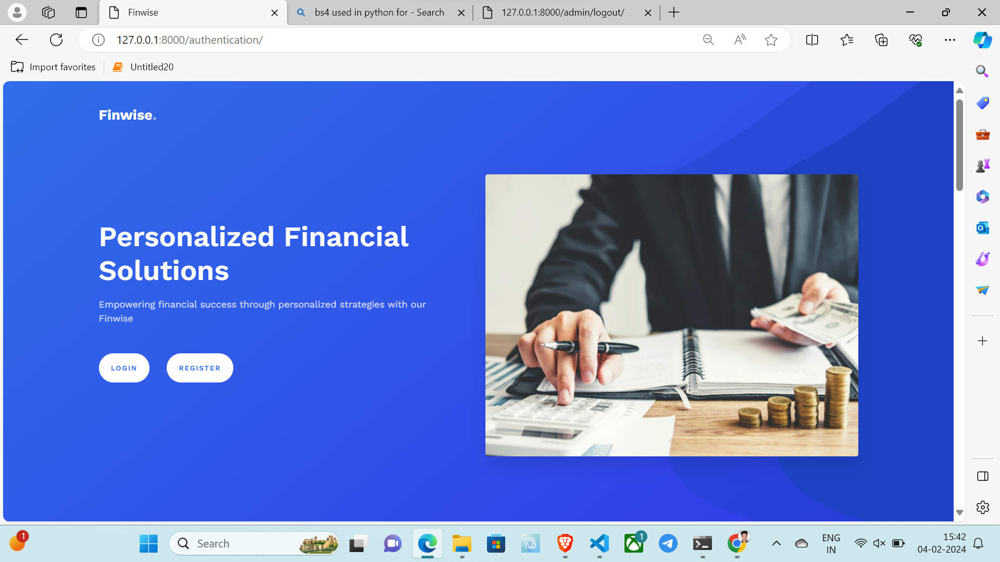 Finwise
bs4 used in python for - Search
127.0.0.1:8000/admin/logout/
127.0.0.1:8000/authentication/
Import favorites
Untitled20
Finwise.
Personalized Financial
Solutions
Empowering financial success through personalized strategies with our
Finwise
LOGIN
REGISTER
1
Search
1
ENG
IN
15:42
04-02-2024